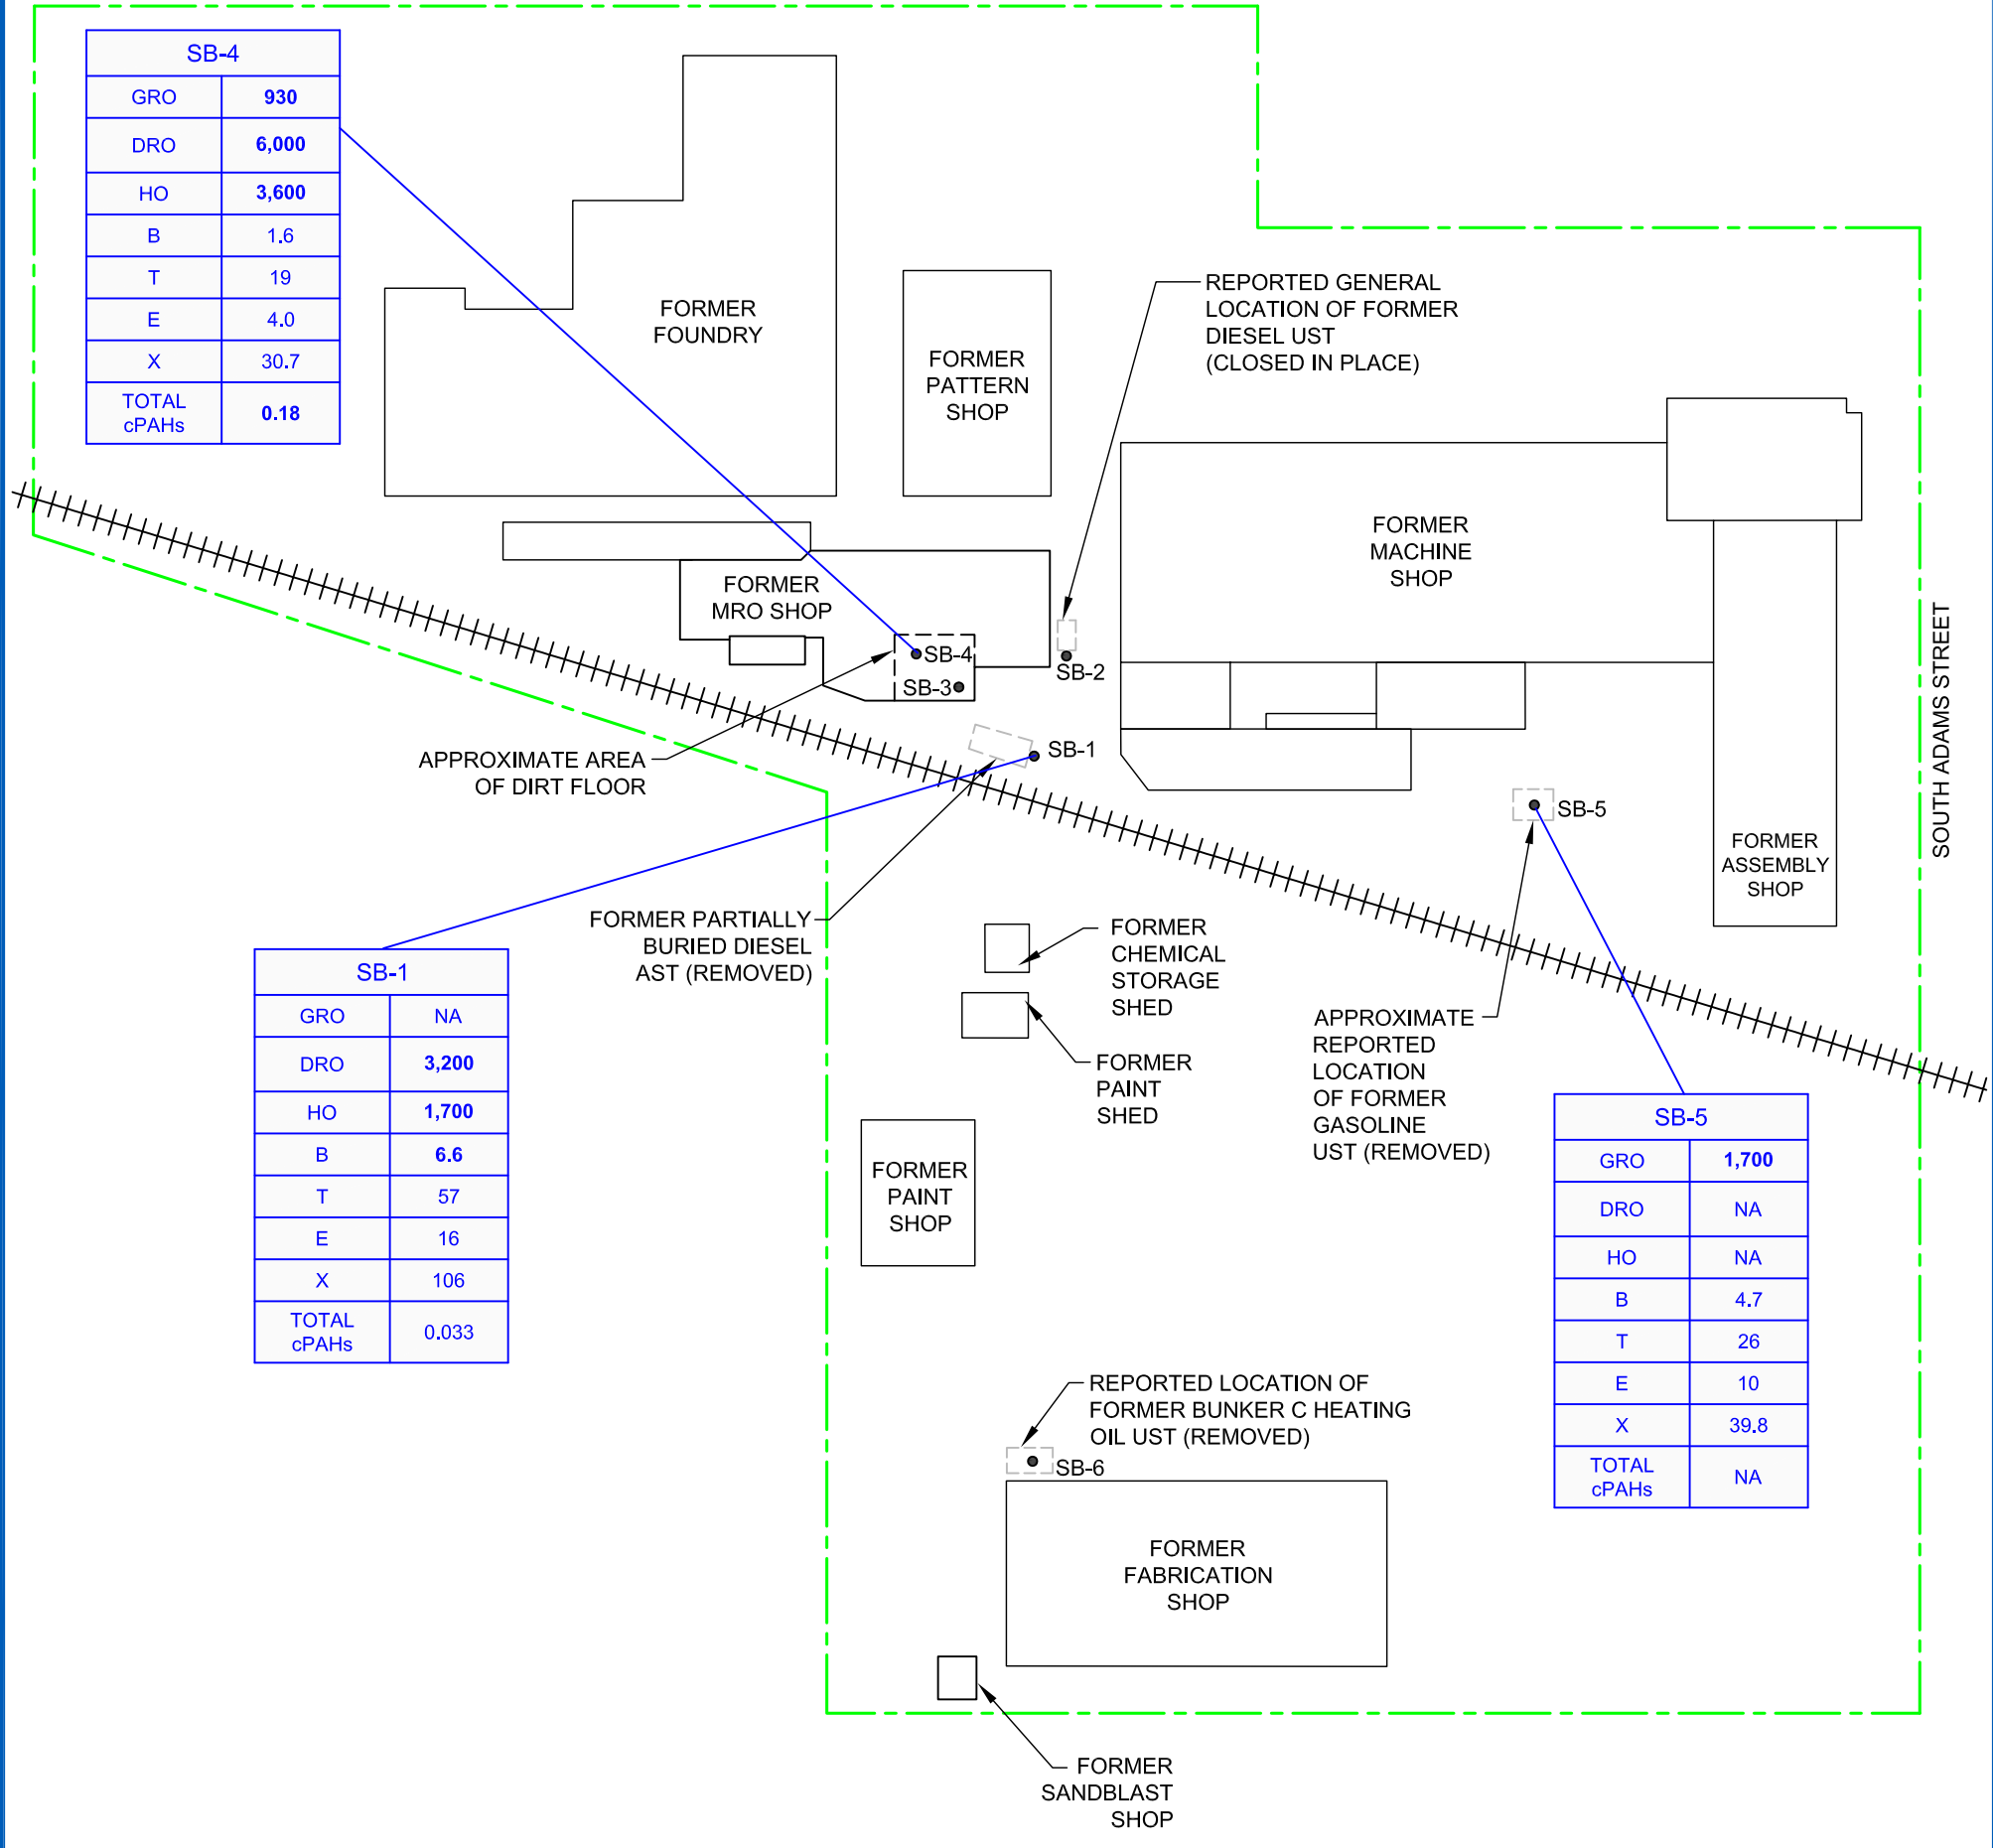 SB-4
GRO 930
DRO 6,000
HO 3,600
B 1.6
T 19
E 4.0
X 30.7
TOTAL
cPAHs 0.18
FORMER
FOUNDRY
FORMER
PATTERN
SHOP
REPORTED GENERAL
LOCATION OF FORMER
DIESEL UST
(CLOSED IN PLACE)
FORMER
MACHINE
SHOP
FORMER
MRO SHOP
SB-4
SB-3
SB-2
SB-1
APPROXIMATE AREA
OF DIRT FLOOR
SB-5
FORMER
ASSEMBLY
SHOP
SOUTH ADAMS STREET
FORMER PARTIALLY
BURIED DIESEL
AST (REMOVED)
FORMER
CHEMICAL
STORAGE
SHED
FORMER
PAINT
SHED
APPROXIMATE
REPORTED
LOCATION
OF FORMER
GASOLINE
UST (REMOVED)
SB-1
GRO NA
DRO 3,200
HO 1,700
B 6.6
T 57
E 16
X 106
TOTAL
cPAHs 0.033
FORMER
PAINT
SHOP
SB-5
GRO 1,700
DRO NA
HO NA
B 4.7
T 26
E 10
X 39.8
TOTAL
cPAHs NA
REPORTED LOCATION OF
FORMER BUNKER C HEATING
OIL UST (REMOVED)
SB-6
FORMER
FABRICATION
SHOP
FORMER
SANDBLAST
SHOP